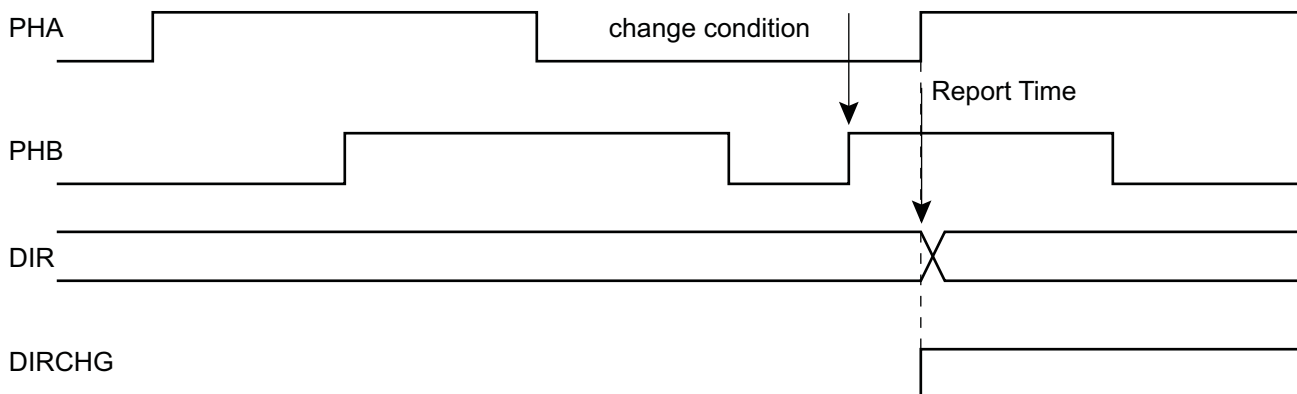 PHA
change condition
Report Time
PHB
DIR
DIRCHG